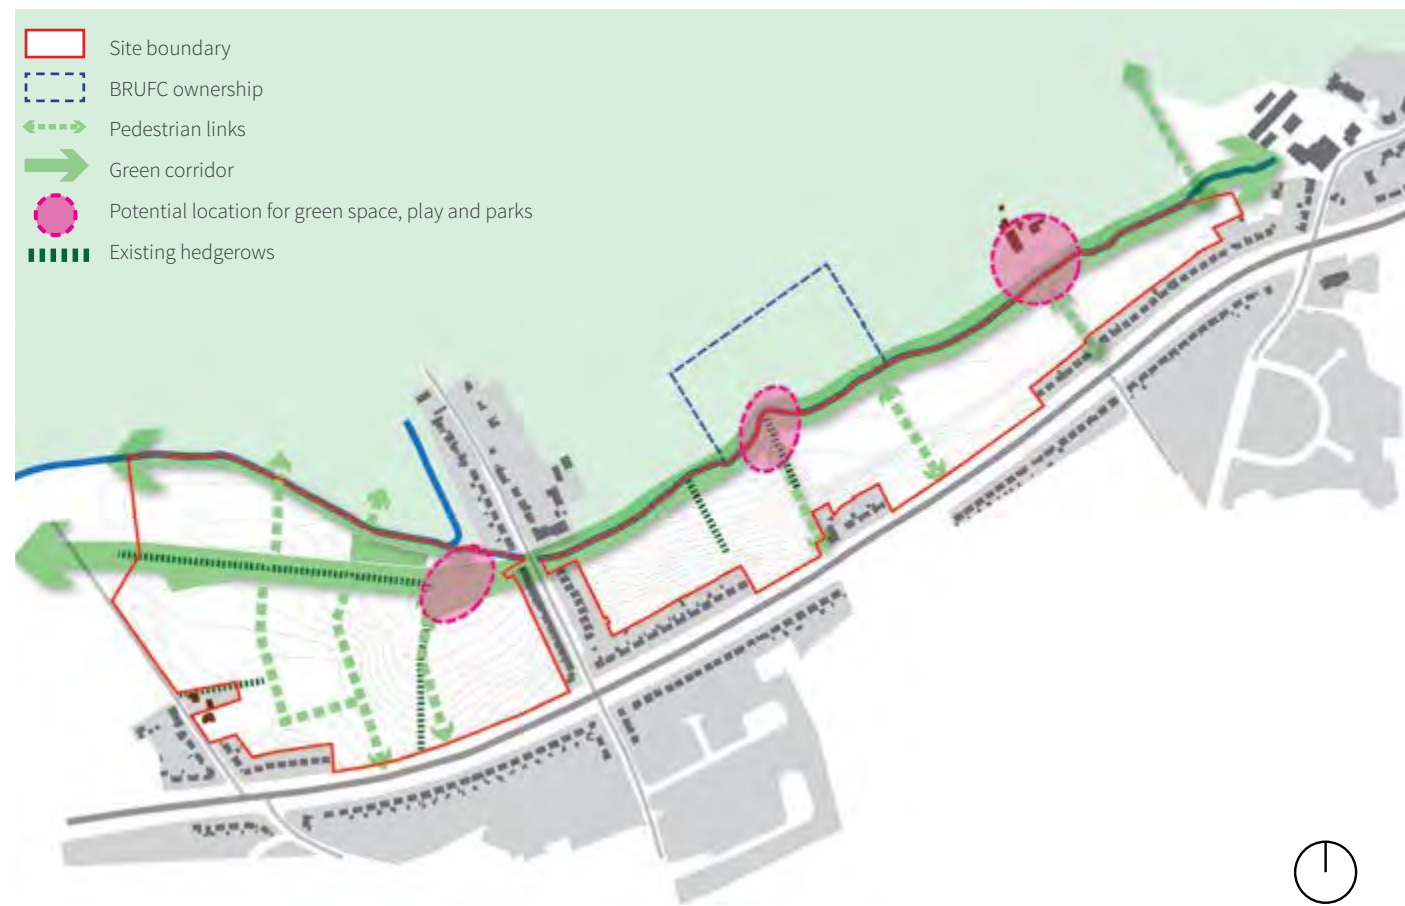 Site boundary
BRUFC ownership
Pedestrian links
Green corridor
Potential location for green space, play and parks
Existing hedgerows